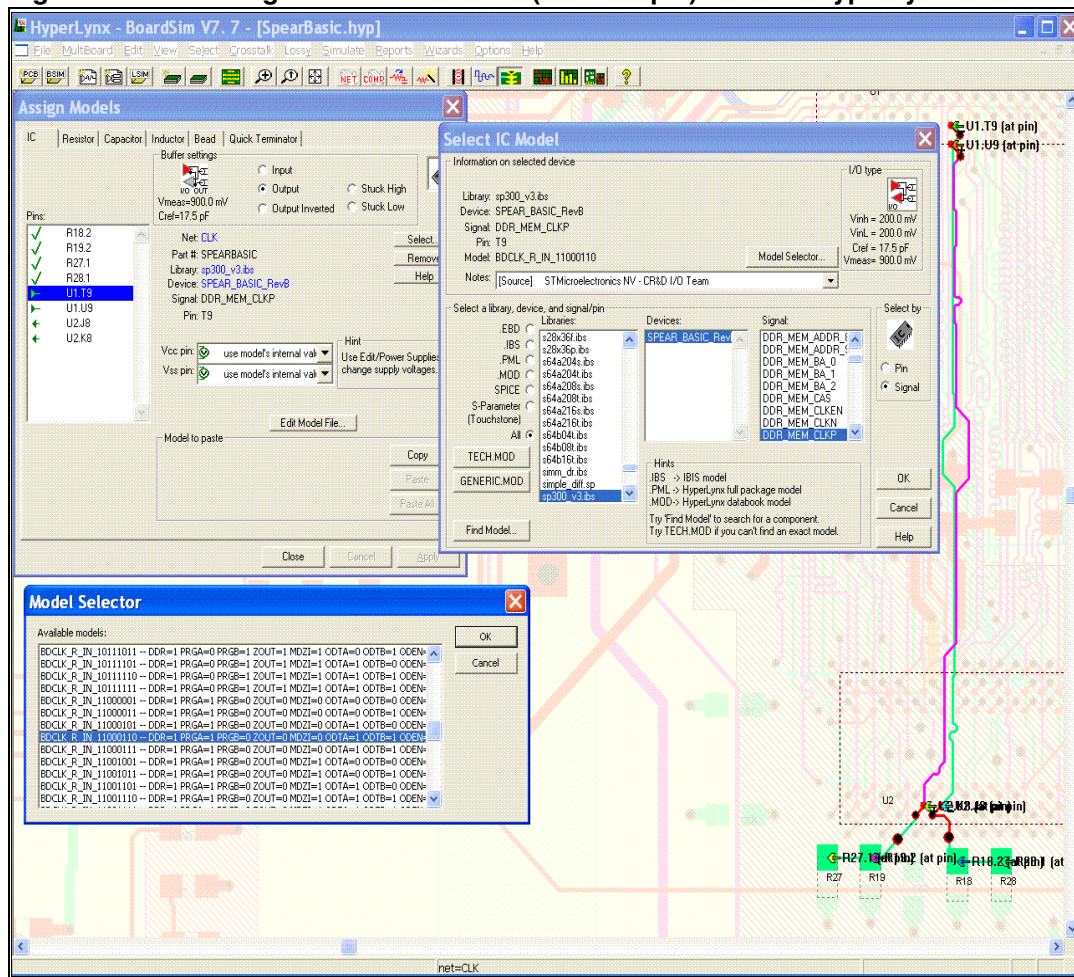 HyperLynx - BoardSim V7. 7 - [SpearBasic.hyp]
File MultiBoard Edit View Select Crosstalk Lossy Simulate Reports Wizards Options Help
PCB BSIM LSIM NET COMP
Assign Models
IC Resistor Capacitor Inductor Bead Quick Terminator
Buffer settings
I/O OUT
Vmeas=900.0 mV
Cref=17.5 pF
Input
Output
Output Inverted
Stuck High
Stuck Low
Pins:
R18.2
R19.2
R27.1
R28.1
U1.T9
U1.U9
U2.J8
U2.K8
Net: CLK
Part #: SPEARBASIC
Library: sp300_v3.ibs
Device: SPEAR_BASIC_RevB
Signal: DDR_MEM_CLKP
Pin: T9
Select..
Remove
Help
Vcc pin: use model's internal valu
Vss pin: use model's internal valu
Hint
Use Edit/Power Supplies
change supply voltages.
Edit Model File...
Model to paste
Copy
Paste
Paste All
Close
Cancel
Apply
Select IC Model
Information on selected device
Library: sp300_v3.ibs
Device: SPEAR_BASIC_RevB
Signal: DDR_MEM_CLKP
Pin: T9
Model: BDCLK_R_IN_11000110
Model Selector...
Notes: [Source] STMicroelectronics NV - CR&D I/O Team
I/O type
I/O
Vinh = 200.0 mV
VinL = 200.0 mV
Cref = 17.5 pF
Vmeas= 900.0 mV
Select a library, device, and signal/pin
.EBD
.IBS
.PML
.MOD
SPICE
S-Parameter
(Touchstone)
All
TECH.MOD
GENERIC.MOD
Find Model...
Libraries:
s28x36f.ibs
s28x36p.ibs
s64a204s.ibs
s64a204t.ibs
s64a208s.ibs
s64a208t.ibs
s64a216s.ibs
s64a216t.ibs
s64b04t.ibs
s64b08t.ibs
s64b16t.ibs
simm_dr.ibs
simple_diff.sp
sp300_v3.ibs
Devices:
SPEAR_BASIC_Rev
Signal:
DDR_MEM_ADDR_
DDR_MEM_ADDR_
DDR_MEM_BA_0
DDR_MEM_BA_1
DDR_MEM_BA_2
DDR_MEM_CAS
DDR_MEM_CLKEN
DDR_MEM_CLKN
DDR_MEM_CLKP
Select by
Pin
Signal
Hints
.IBS -> IBIS model
.PML -> HyperLynx full package model
.MOD-> HyperLynx databook model
Try 'Find Model' to search for a component.
Try TECH.MOD if you can't find an exact model.
OK
Cancel
Help
Model Selector
Available models:
BDCLK_R_IN_10111011 -- DDR=1 PRGA=0 PRGB=1 ZOUT=1 MDZI=1 ODTA=0 ODTB=1 ODEN=
BDCLK_R_IN_10111101 -- DDR=1 PRGA=0 PRGB=1 ZOUT=1 MDZI=1 ODTA=1 ODTB=0 ODEN=
BDCLK_R_IN_10111110 -- DDR=1 PRGA=0 PRGB=1 ZOUT=1 MDZI=1 ODTA=1 ODTB=1 ODEN=
BDCLK_R_IN_10111111 -- DDR=1 PRGA=0 PRGB=1 ZOUT=1 MDZI=1 ODTA=1 ODTB=1 ODEN=
BDCLK_R_IN_11000001 -- DDR=1 PRGA=1 PRGB=0 ZOUT=0 MDZI=0 ODTA=0 ODTB=0 ODEN=
BDCLK_R_IN_11000011 -- DDR=1 PRGA=1 PRGB=0 ZOUT=0 MDZI=0 ODTA=0 ODTB=1 ODEN=
BDCLK_R_IN_11000101 -- DDR=1 PRGA=1 PRGB=0 ZOUT=0 MDZI=0 ODTA=1 ODTB=0 ODEN=
BDCLK_R_IN_11000110 -- DDR=1 PRGA=1 PRGB=0 ZOUT=0 MDZI=0 ODTA=1 ODTB=1 ODEN=
BDCLK_R_IN_11000111 -- DDR=1 PRGA=1 PRGB=0 ZOUT=0 MDZI=0 ODTA=1 ODTB=1 ODEN=
BDCLK_R_IN_11001001 -- DDR=1 PRGA=1 PRGB=0 ZOUT=0 MDZI=1 ODTA=0 ODTB=0 ODEN=
BDCLK_R_IN_11001011 -- DDR=1 PRGA=1 PRGB=0 ZOUT=0 MDZI=1 ODTA=0 ODTB=1 ODEN=
BDCLK_R_IN_11001101 -- DDR=1 PRGA=1 PRGB=0 ZOUT=0 MDZI=1 ODTA=1 ODTB=0 ODEN=
BDCLK_R_IN_11001110 -- DDR=1 PRGA=1 PRGB=0 ZOUT=0 MDZI=1 ODTA=1 ODTB=1 ODEN=
OK
Cancel
U1.T9 (at pin)
U1.U9 (at pin)
U2
R27 R19 R18 R28
net=CLK